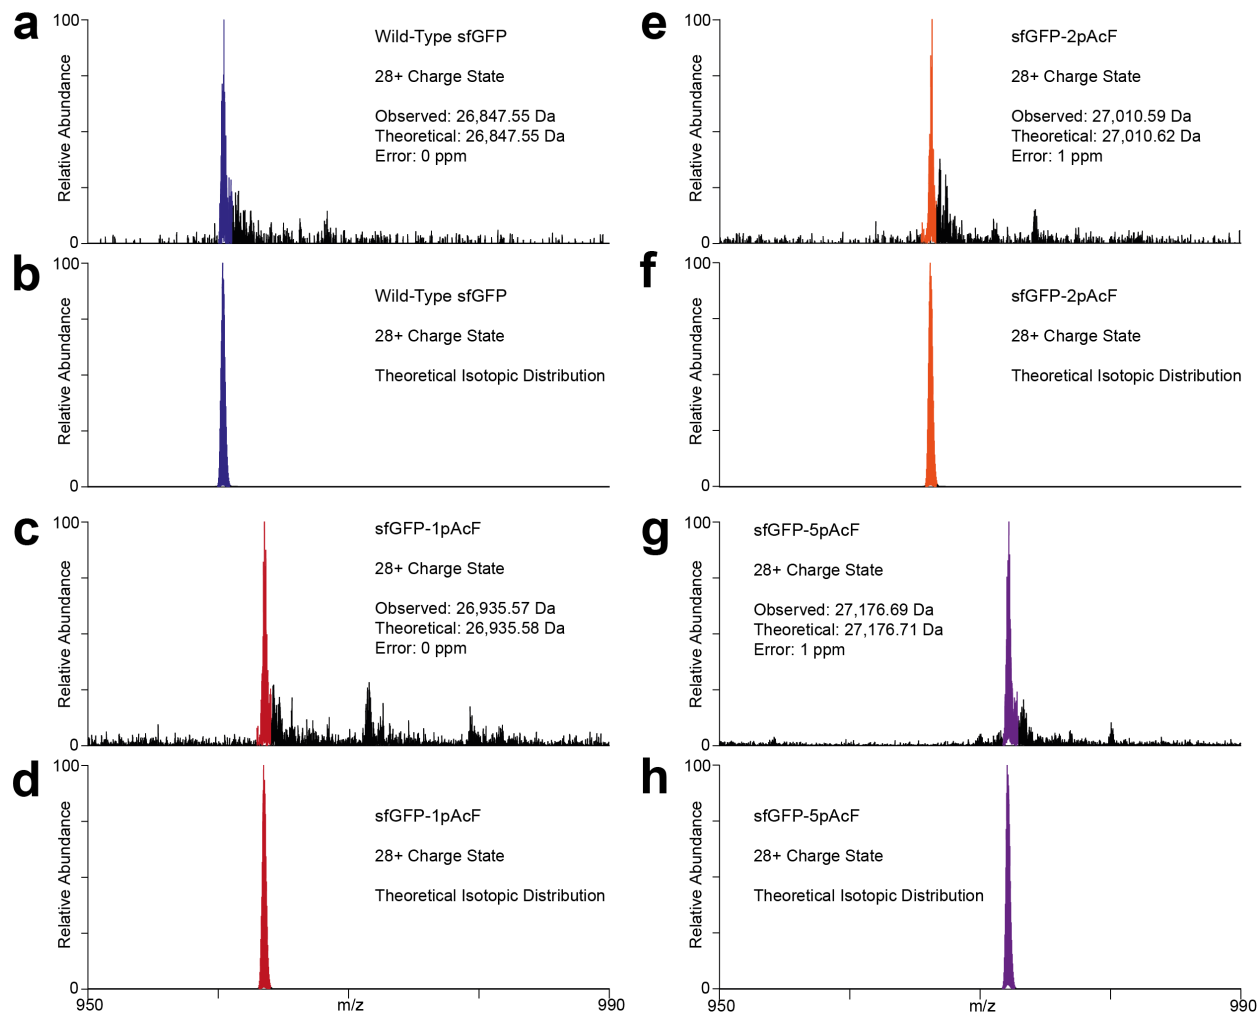 a
100
Relative Abundance
0
Wild-Type sfGFP
28+ Charge State
Observed: 26,847.55 Da
Theoretical: 26,847.55 Da
Error: 0 ppm
b
100
Relative Abundance
0
Wild-Type sfGFP
28+ Charge State
Theoretical Isotopic Distribution
c
100
Relative Abundance
0
sfGFP-1pAcF
28+ Charge State
Observed: 26,935.57 Da
Theoretical: 26,935.58 Da
Error: 0 ppm
d
100
Relative Abundance
0
sfGFP-1pAcF
28+ Charge State
Theoretical Isotopic Distribution
950
m/z
990
e
100
Relative Abundance
0
sfGFP-2pAcF
28+ Charge State
Observed: 27,010.59 Da
Theoretical: 27,010.62 Da
Error: 1 ppm
f
100
Relative Abundance
0
sfGFP-2pAcF
28+ Charge State
Theoretical Isotopic Distribution
g
100
Relative Abundance
0
sfGFP-5pAcF
28+ Charge State
Observed: 27,176.69 Da
Theoretical: 27,176.71 Da
Error: 1 ppm
h
100
Relative Abundance
0
sfGFP-5pAcF
28+ Charge State
Theoretical Isotopic Distribution
950
m/z
990